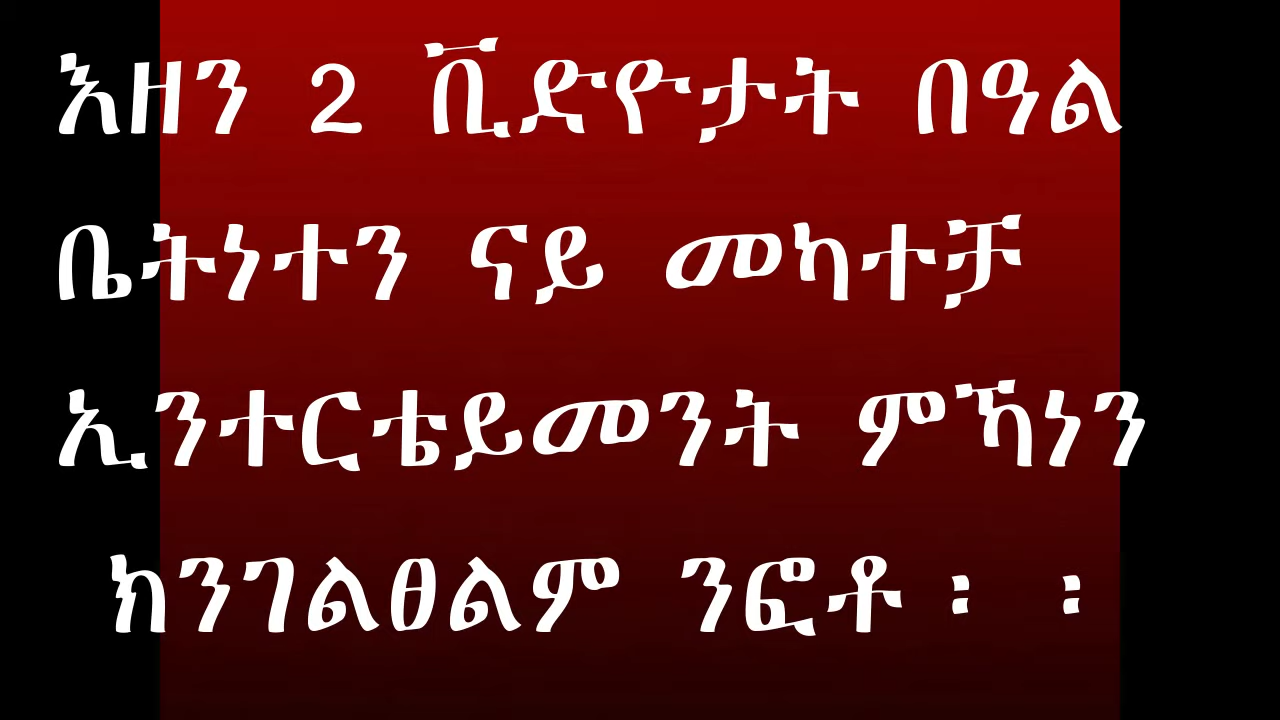 እዘን 2 ቪድዮታት በዓል
ቤትነተን ናይ መካተቻ
ኢንተርቴይመንት ምኻነን
ክንገልፀልም ንፎቶ ፡ ፡